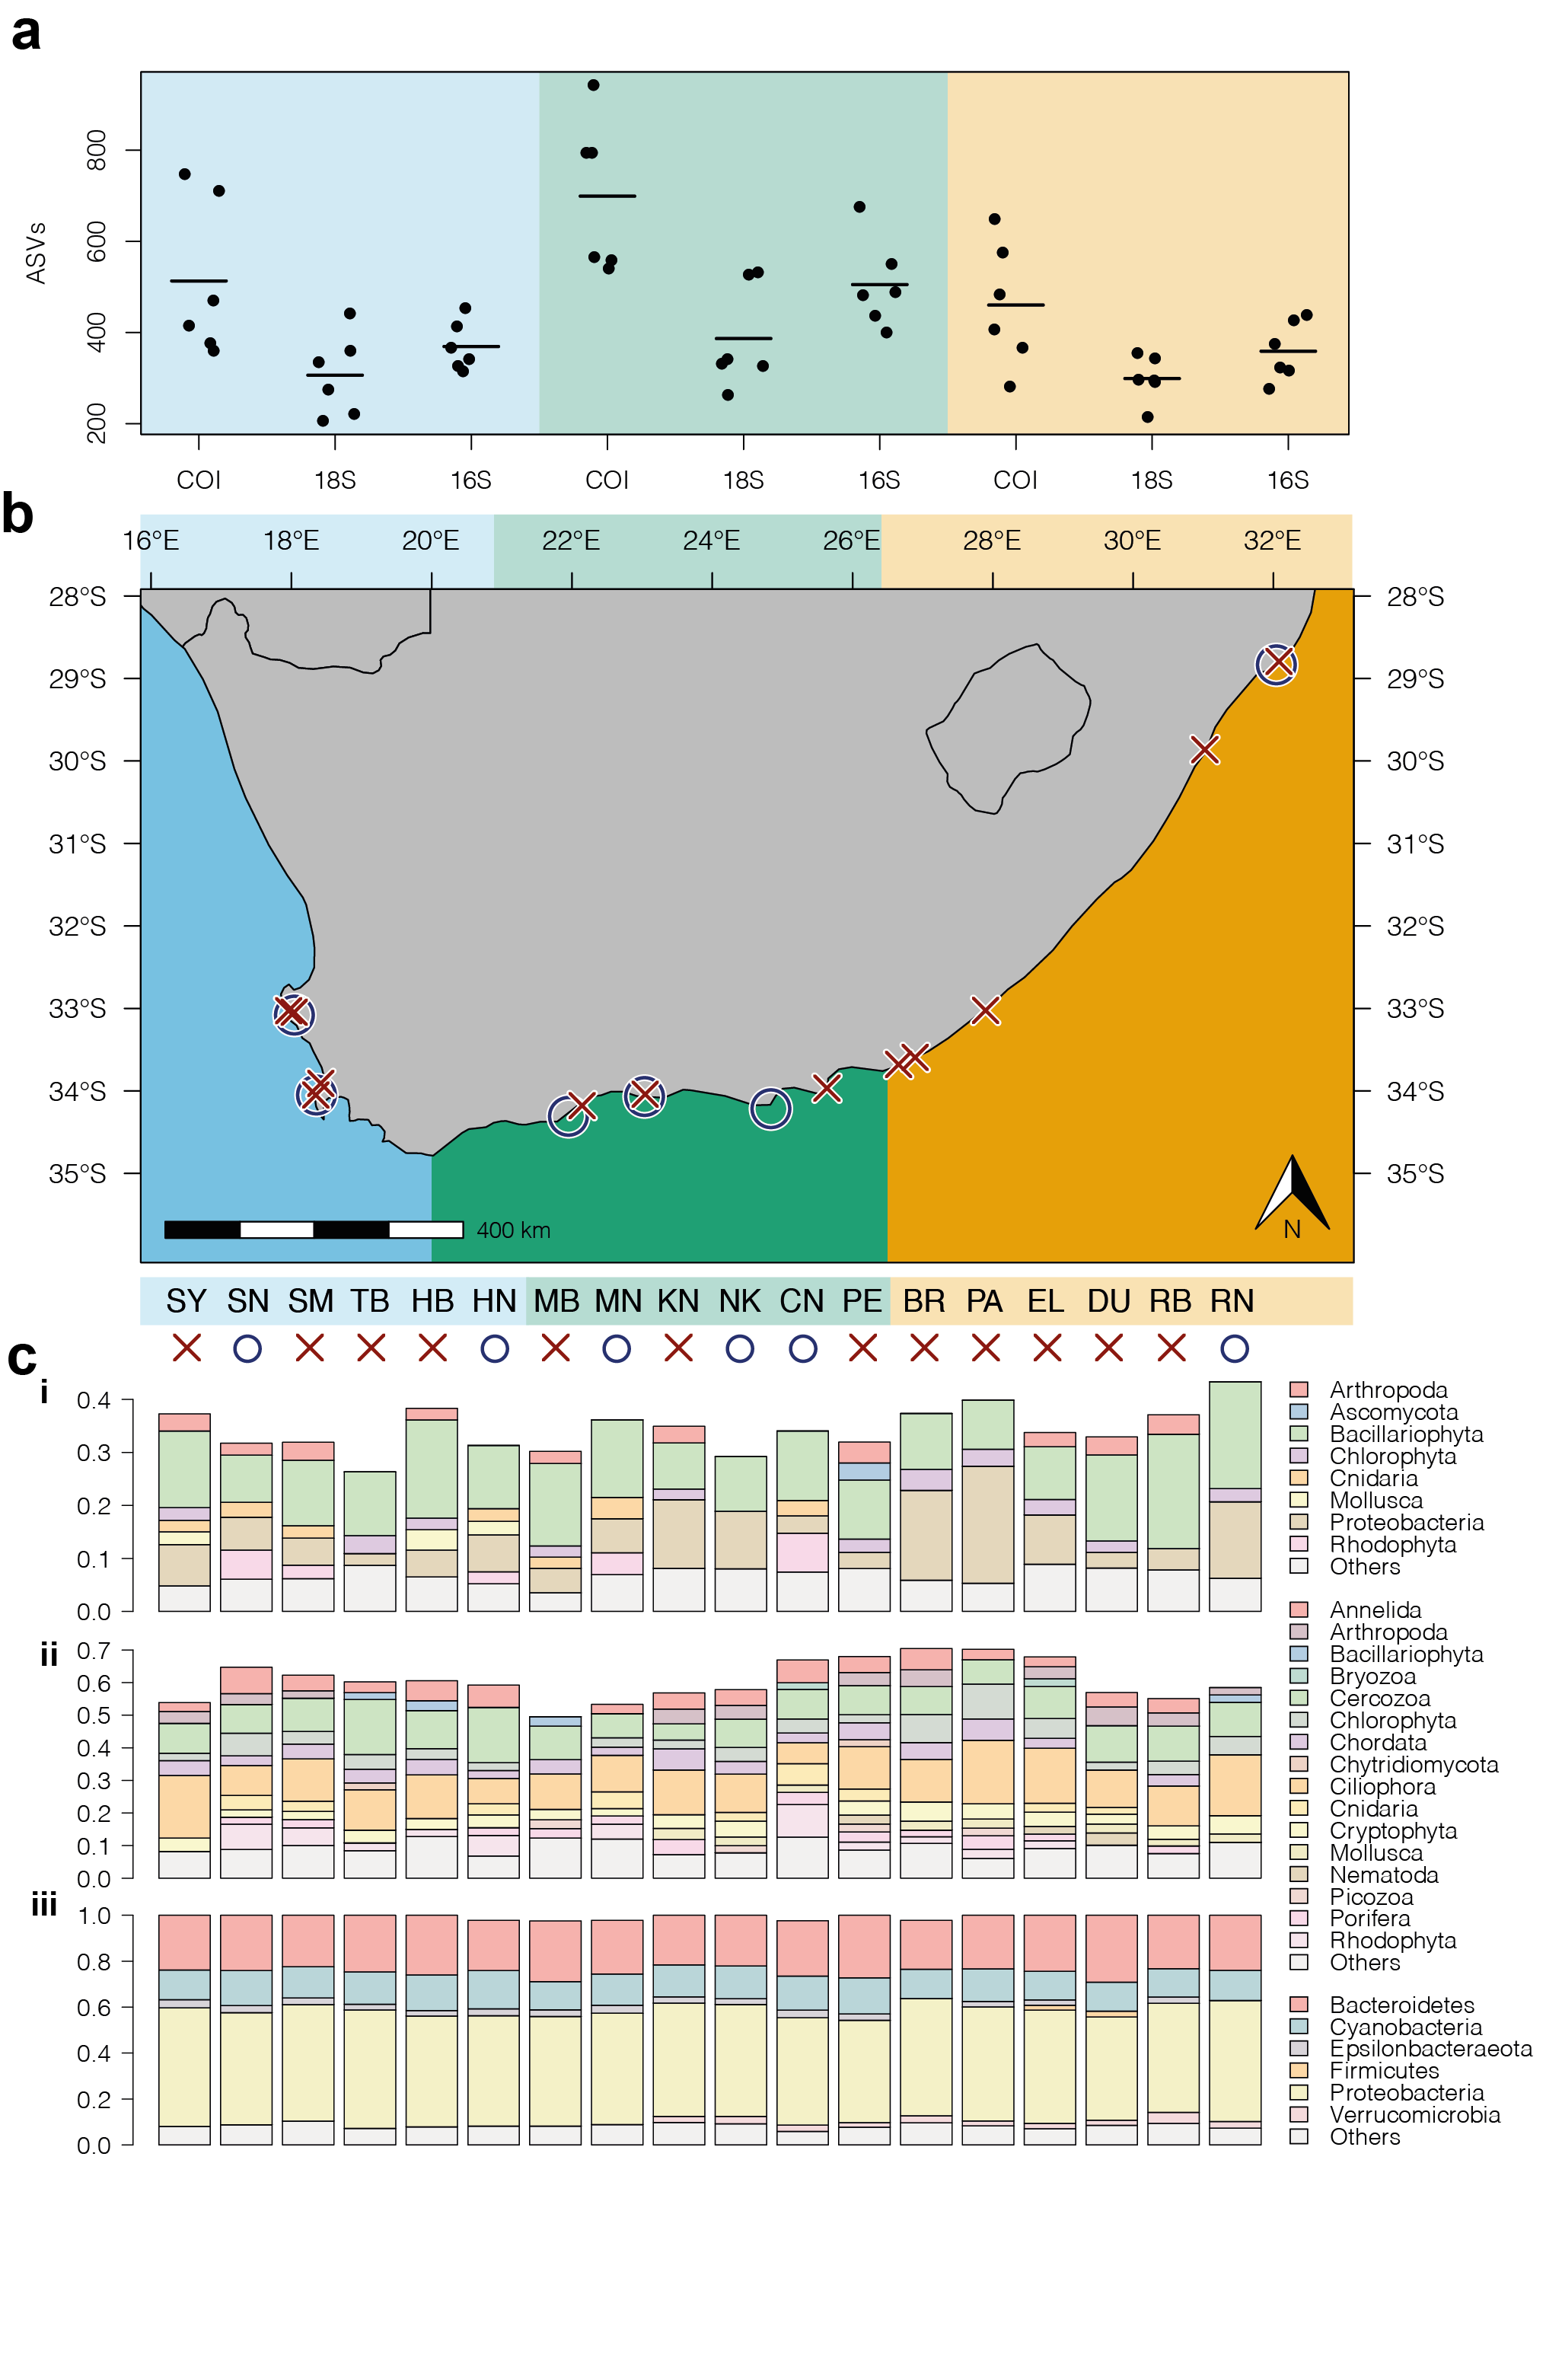 a
800
600
400
200
ASVs
COI 18S 16S COI 18S 16S COI 18S 16S
b
16°E 18°E 20°E 22°E 24°E 26°E 28°E 30°E 32°E
28°S 28°S
29°S 29°S
30°S 30°S
31°S 31°S
32°S 32°S
33°S 33°S
34°S 34°S
35°S 35°S
400 km
N
SY SN SM TB HB HN MB MN KN NK CN PE BR PA EL DU RB RN
c
i
0.4
0.3
0.2
0.1
0.0
Arthropoda
Ascomycota
Bacillariophyta
Chlorophyta
Cnidaria
Mollusca
Proteobacteria
Rhodophyta
Others
ii
0.7
0.6
0.5
0.4
0.3
0.2
0.1
0.0
Annelida
Arthropoda
Bacillariophyta
Bryozoa
Cercozoa
Chlorophyta
Chordata
Chytridiomycota
Ciliophora
Cnidaria
Cryptophyta
Mollusca
Nematoda
Picozoa
Porifera
Rhodophyta
Others
iii
1.0
0.8
0.6
0.4
0.2
0.0
Bacteroidetes
Cyanobacteria
Epsilonbacteraeota
Firmicutes
Proteobacteria
Verrucomicrobia
Others